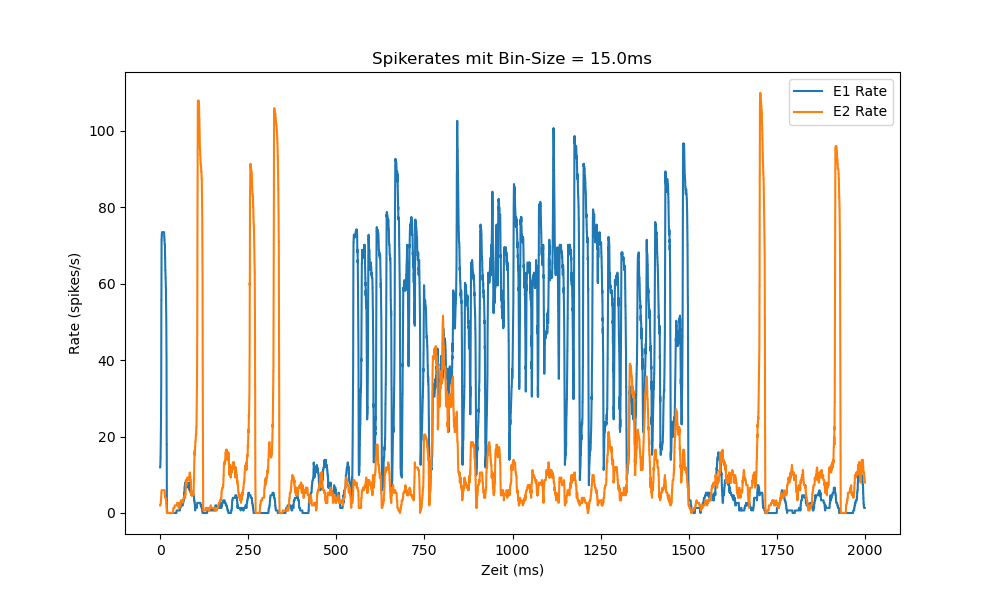 Spikerates mit Bin-Size = 15.0ms
E1 Rate
E2 Rate
Rate (spikes/s)
100
80
60
40
20
0
0 250 500 750 1000 1250 1500 1750 2000
Zeit (ms)